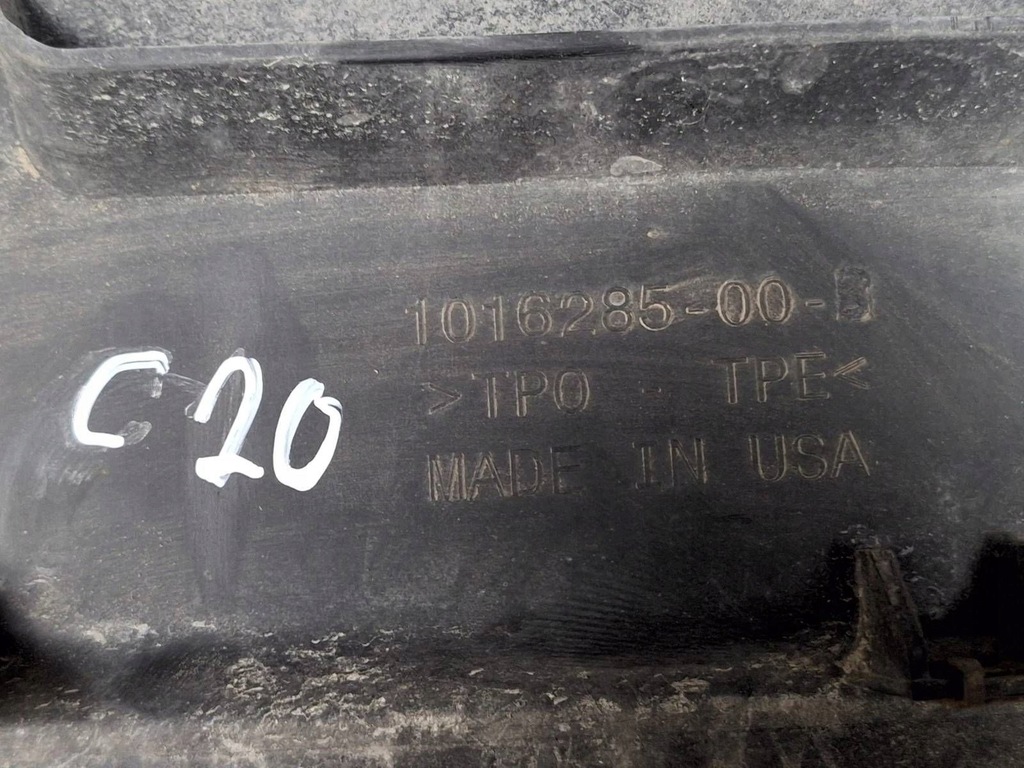 1016285-00-B
>TPO - TPE<
MADE IN USA
C20